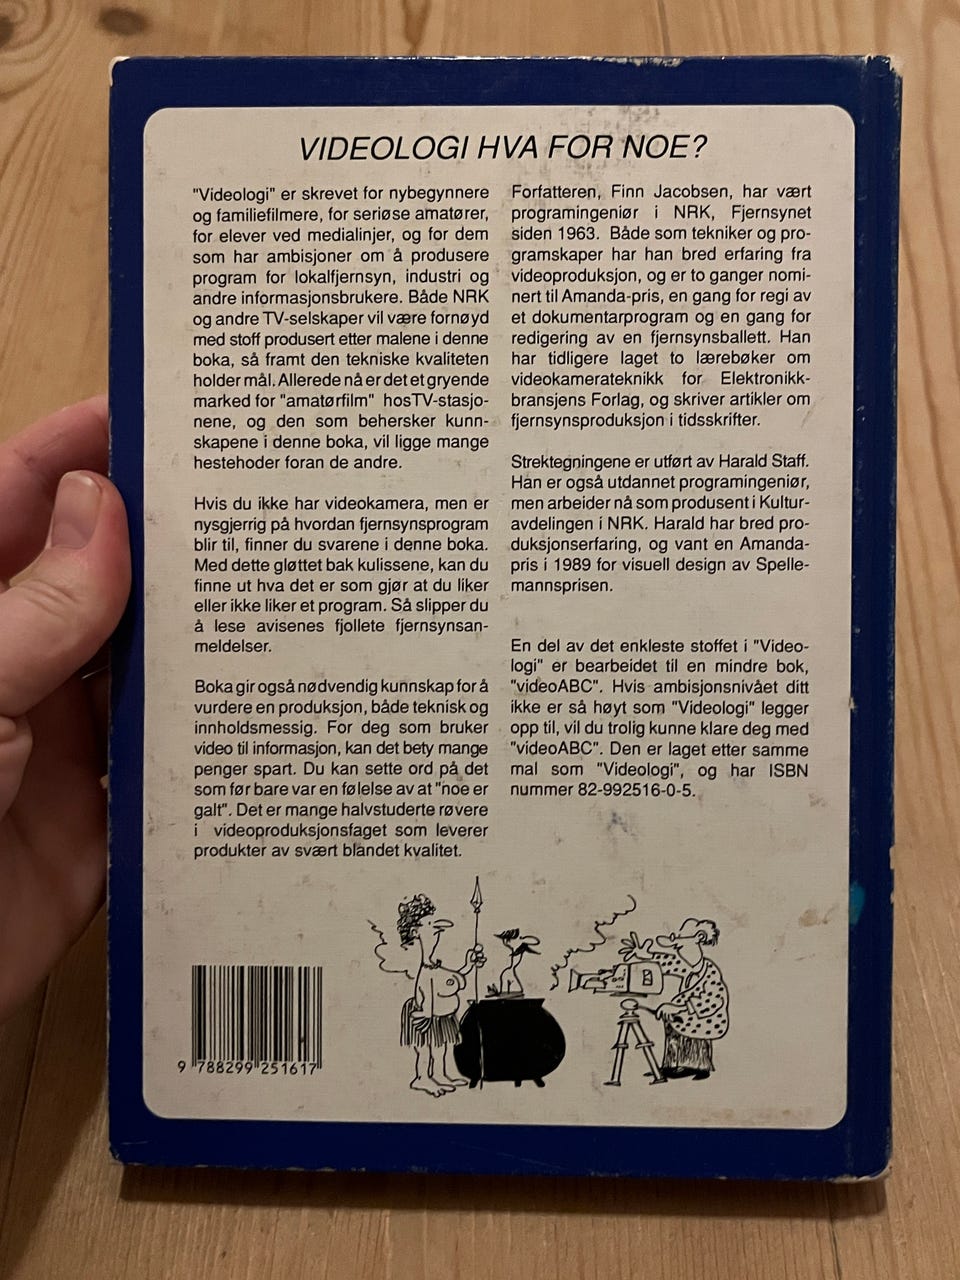 VIDEOLOGI HVA FOR NOE?
"Videologi" er skrevet for nybegynnere
og familiefilmere, for seriøse amatører,
for elever ved medialinjer, og for dem
som har ambisjoner om å produsere
program for lokalfjernsyn, industri og
andre informasjonsbrukere. Både NRK
og andre TV-selskaper vil være fornøyd
med stoff produsert etter malene i denne
boka, så framt den tekniske kvaliteten
holder mål. Allerede nå er det et gryende
marked for "amatørfilm" hosTV-stasjo-
nene, og den som behersker kunn-
skapene i denne boka, vil ligge mange
hestehoder foran de andre.
Hvis du ikke har videokamera, men er
nysgjerrig på hvordan fjernsynsprogram
blir til, finner du svarene i denne boka.
Med dette gløttet bak kulissene, kan du
finne ut hva det er som gjør at du liker
eller ikke liker et program. Så slipper du
å lese avisenes fjollete fjernsynsan-
meldelser.
Boka gir også nødvendig kunnskap for å
vurdere en produksjon, både teknisk og
innholdsmessig. For deg som bruker
video til informasjon, kan det bety mange
penger spart. Du kan sette ord på det
som før bare var en følelse av at "noe er
galt". Det er mange halvstuderte røvere
i videoproduksjonsfaget som leverer
produkter av svært blandet kvalitet.
Forfatteren, Finn Jacobsen, har vært
programingeniør i NRK, Fjernsynet
siden 1963. Både som tekniker og pro-
gramskaper har han bred erfaring fra
videoproduksjon, og er to ganger nomi-
nert til Amanda-pris, en gang for regi av
et dokumentarprogram og en gang for
redigering av en fjernsynsballett. Han
har tidligere laget to lærebøker om
videokamerateknikk for Elektronikk-
bransjens Forlag, og skriver artikler om
fjernsynsproduksjon i tidsskrifter.
Strektegningene er utført av Harald Staff.
Han er også utdannet programingeniør,
men arbeider nå som produsent i Kultur-
avdelingen i NRK. Harald har bred pro-
duksjonserfaring, og vant en Amanda-
pris i 1989 for visuell design av Spelle-
mannsprisen.
En del av det enkleste stoffet i "Video-
logi" er bearbeidet til en mindre bok,
"videoABC". Hvis ambisjonsnivået ditt
ikke er så høyt som "Videologi" legger
opp til, vil du trolig kunne klare deg med
"videoABC". Den er laget etter samme
mal som "Videologi", og har ISBN
nummer 82-992516-0-5.
9 788299 251617